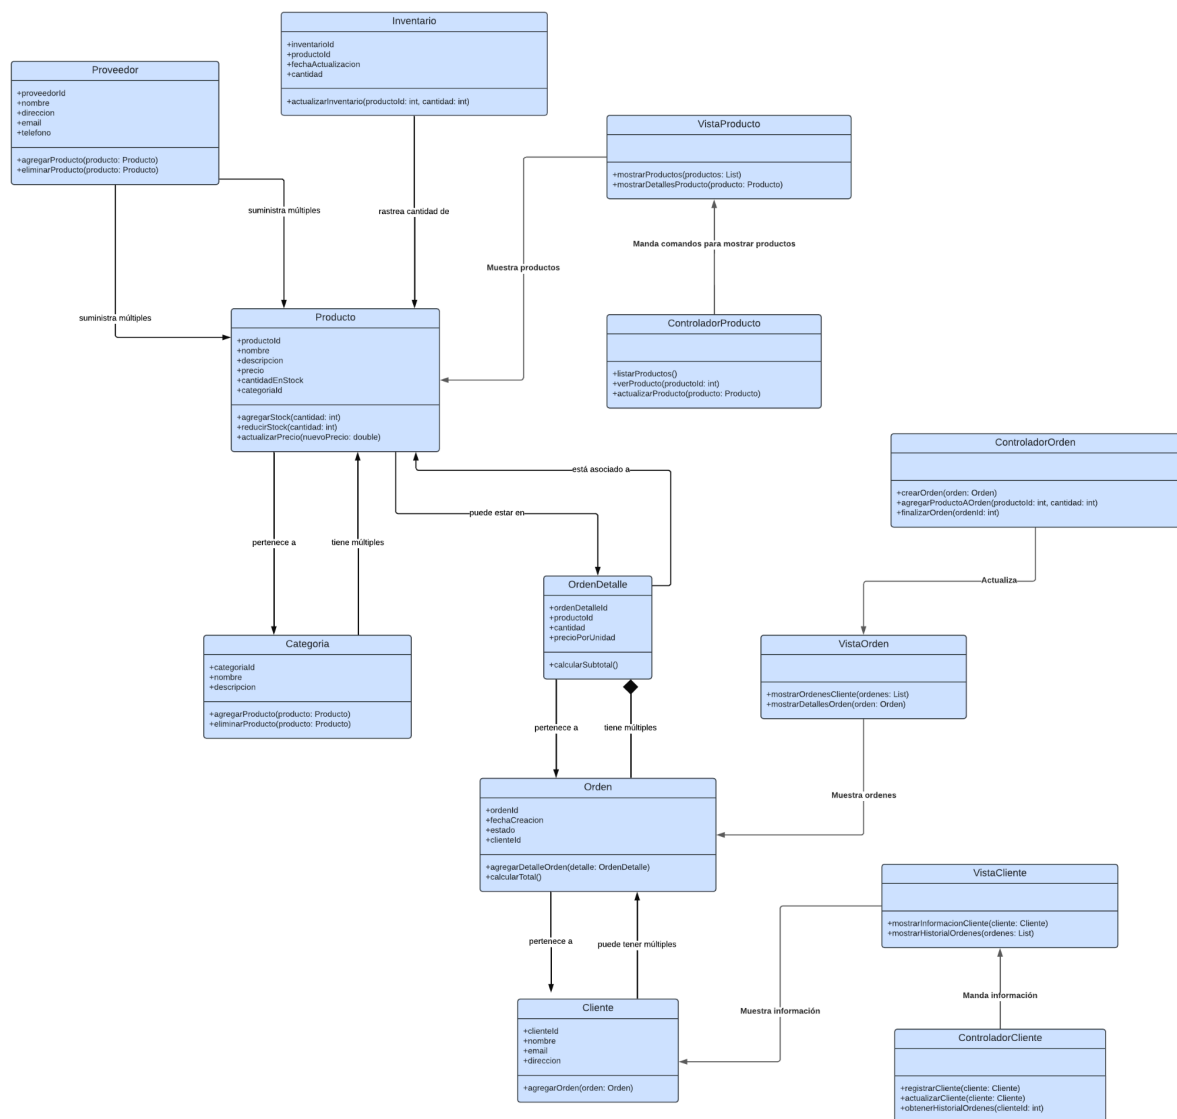 Inventario
+inventarioId
+productoId
+fechaActualizacion
+cantidad
+actualizarInventario(productoId: int, cantidad: int)
Proveedor
+proveedorId
+nombre
+direccion
+email
+telefono
+agregarProducto(producto: Producto)
+eliminarProducto(producto: Producto)
VistaProducto
+mostrarProductos(productos: List)
+mostrarDetallesProducto(producto: Producto)
suministra múltiples
rastrea cantidad de
Manda comandos para mostrar productos
Muestra productos
suministra múltiples
Producto
+productoId
+nombre
+descripcion
+precio
+cantidadEnStock
+categoriaId
+agregarStock(cantidad: int)
+reducirStock(cantidad: int)
+actualizarPrecio(nuevoPrecio: double)
ControladorProducto
+listarProductos()
+verProducto(productoId: int)
+actualizarProducto(producto: Producto)
ControladorOrden
+crearOrden(orden: Orden)
+agregarProductoAOrden(productoId: int, cantidad: int)
+finalizarOrden(ordenId: int)
está asociado a
puede estar en
pertenece a
tiene múltiples
Actualiza
OrdenDetalle
+ordenDetalleId
+productoId
+cantidad
+precioPorUnidad
+calcularSubtotal()
Categoria
+categoriaId
+nombre
+descripcion
+agregarProducto(producto: Producto)
+eliminarProducto(producto: Producto)
VistaOrden
+mostrarOrdenesCliente(ordenes: List)
+mostrarDetallesOrden(orden: Orden)
pertenece a
tiene múltiples
Muestra ordenes
Orden
+ordenId
+fechaCreacion
+estado
+clienteId
+agregarDetalleOrden(detalle: OrdenDetalle)
+calcularTotal()
VistaCliente
+mostrarInformacionCliente(cliente: Cliente)
+mostrarHistorialOrdenes(ordenes: List)
pertenece a
puede tener múltiples
Manda información
Muestra información
Cliente
+clienteId
+nombre
+email
+direccion
+agregarOrden(orden: Orden)
ControladorCliente
+registrarCliente(cliente: Cliente)
+actualizarCliente(cliente: Cliente)
+obtenerHistorialOrdenes(clienteId: int)